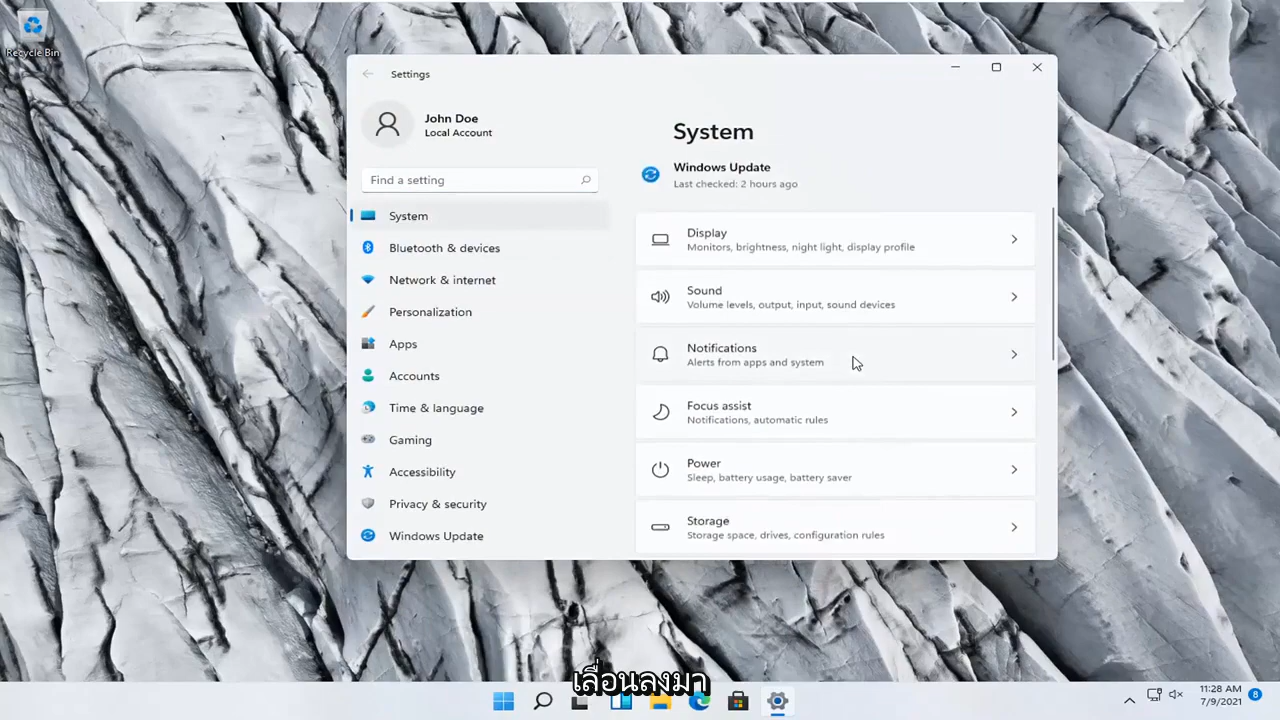 Recycle Bin
Settings
John Doe
Local Account
Find a setting
System
Bluetooth & devices
Network & internet
Personalization
Apps
Accounts
Time & language
Gaming
Accessibility
Privacy & security
Windows Update
System
Windows Update
Last checked: 2 hours ago
Display
Monitors, brightness, night light, display profile
Sound
Volume levels, output, input, sound devices
Notifications
Alerts from apps and system
Focus assist
Notifications, automatic rules
Power
Sleep, battery usage, battery saver
Storage
Storage space, drives, configuration rules
เลื่อนลงมา
11:28 AM
7/9/2021
8